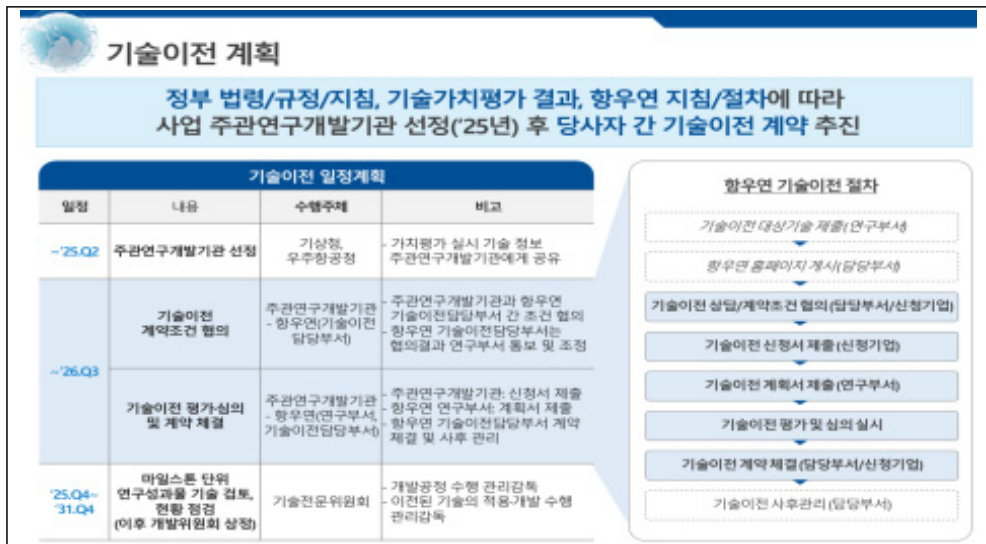 기술이전 계획
정부 법령/규정/지침, 기술가치평가 결과, 항우연 지침/절차에 따라
사업 주관연구개발기관 선정('25년) 후 당사자 간 기술이전 계약 추진
기술이전 일정계획
일정 내용 수행주체 비고
~'25.Q2 주관연구개발기관 선정
기상청,
우주항공청
- 가치평가 실시 기술 정보
주관연구개발기관에게 공유
~'26.Q3
기술이전
계약조건 협의
주관연구개발기관
- 항우연(기술이전
담당부서)
- 주관연구개발기관과 항우연
기술이전담당부서 간 조건 협의
- 항우연 기술이전담당부서는
협의결과 연구부서 통보 및 조정
기술이전 평가·심의
및 계약 체결
주관연구개발기관
- 항우연(연구부서,
기술이전담당부서)
- 주관연구개발기관: 신청서 제출
- 항우연 연구부서: 계획서 제출
- 항우연 기술이전담당부서 계약
체결 및 사후 관리
'25.Q4~
'31.Q4
마일스톤 단위
연구성과물 기술 검토,
현황 점검
(이후 개발위원회 상정)
기술전문위원회
- 개발공정 수행 관리감독
- 이전된 기술의 적용·개발 수행
관리감독
항우연 기술이전 절차
기술이전 대상기술 제출(연구부서)
항우연 홈페이지 게시(담당부서)
기술이전 상담/계약조건 협의(담당부서/신청기업)
기술이전 신청서 제출(신청기업)
기술이전 계획서 제출(연구부서)
기술이전 평가 및 심의 실시
기술이전 계약 체결(담당부서/신청기업)
기술이전 사후관리(담당부서)